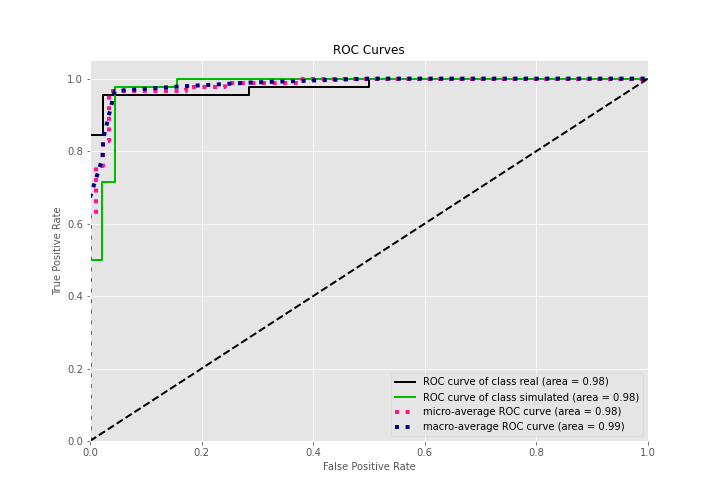 ROC Curves
True Positive Rate
1.0
0.8
0.6
0.4
0.2
0.0
0.0 0.2 0.4 0.6 0.8 1.0
False Positive Rate
ROC curve of class real (area = 0.98)
ROC curve of class simulated (area = 0.98)
micro-average ROC curve (area = 0.98)
macro-average ROC curve (area = 0.99)